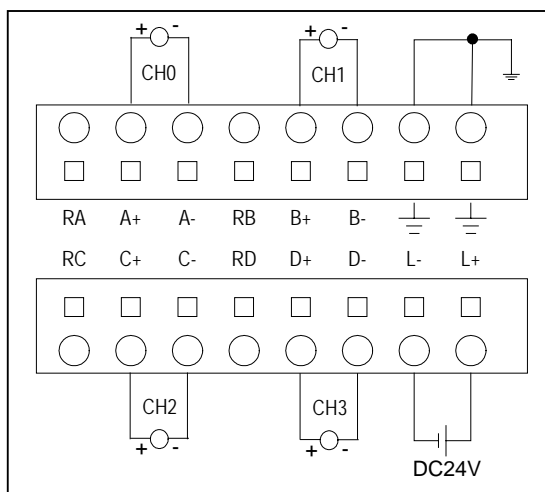 + - + -
CH0 CH1
RA A+ A- RB B+ B-
RC C+ C- RD D+ D- L- L+
CH2 CH3
+ - + -
DC24V